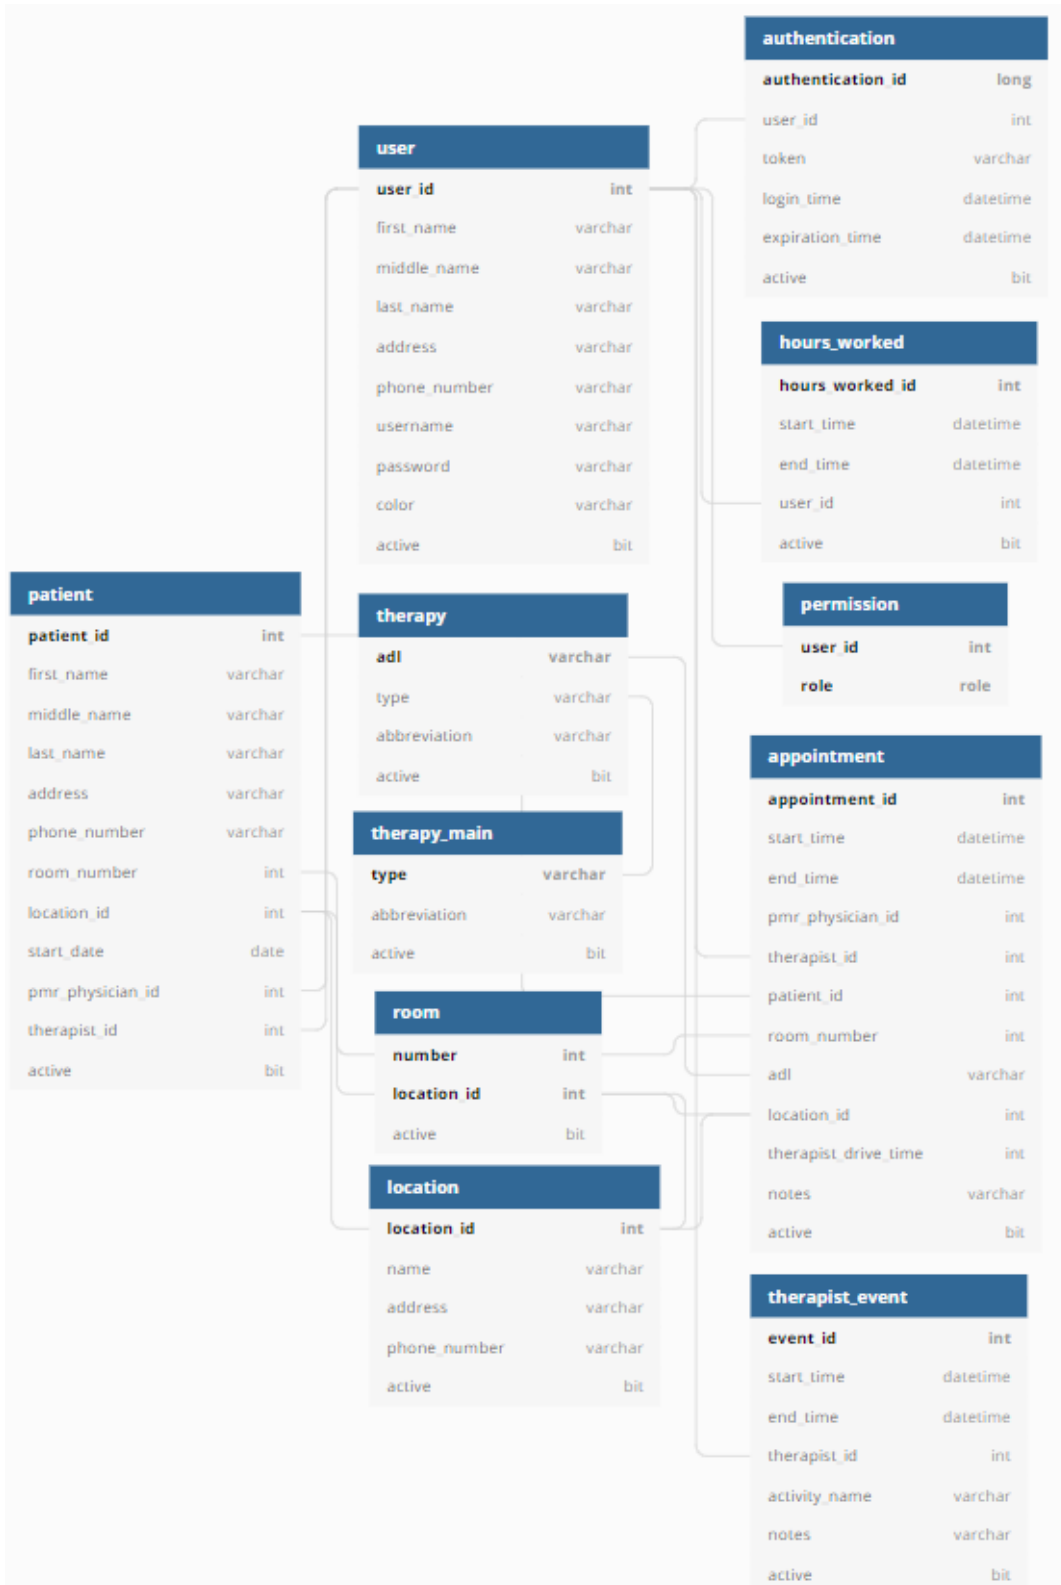 authentication
authentication_id long
user_id int
token varchar
login_time datetime
expiration_time datetime
active bit
user
user_id int
first_name varchar
middle_name varchar
last_name varchar
address varchar
phone_number varchar
username varchar
password varchar
color varchar
active bit
hours_worked
hours_worked_id int
start_time datetime
end_time datetime
user_id int
active bit
patient
patient_id int
first_name varchar
middle_name varchar
last_name varchar
address varchar
phone_number varchar
room_number int
location_id int
start_date date
pmr_physician_id int
therapist_id int
active bit
therapy
adl varchar
type varchar
abbreviation varchar
active bit
permission
user_id int
role role
therapy_main
type varchar
abbreviation varchar
active bit
appointment
appointment_id int
start_time datetime
end_time datetime
pmr_physician_id int
therapist_id int
patient_id int
room_number int
adl varchar
location_id int
therapist_drive_time int
notes varchar
active bit
room
number int
location_id int
active bit
location
location_id int
name varchar
address varchar
phone_number varchar
active bit
therapist_event
event_id int
start_time datetime
end_time datetime
therapist_id int
activity_name varchar
notes varchar
active bit